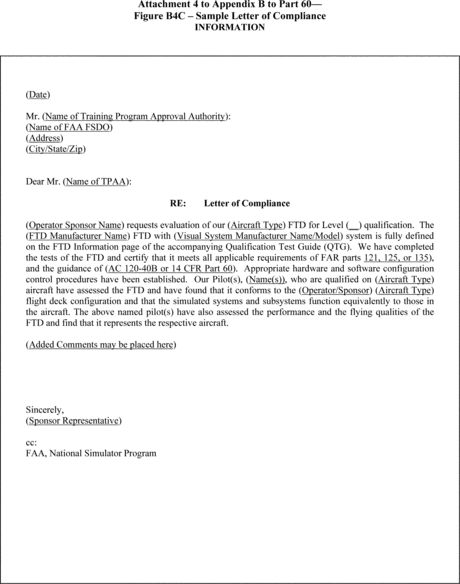 Attachment 4 to Appendix B to Part 60—
Figure B4C – Sample Letter of Compliance
INFORMATION
(Date)
Mr. (Name of Training Program Approval Authority):
(Name of FAA FSDO)
(Address)
(City/State/Zip)
Dear Mr. (Name of TPAA):
RE: Letter of Compliance
(Operator Sponsor Name) requests evaluation of our (Aircraft Type) FTD for Level (__) qualification. The
(FTD Manufacturer Name) FTD with (Visual System Manufacturer Name/Model) system is fully defined
on the FTD Information page of the accompanying Qualification Test Guide (QTG). We have completed
the tests of the FTD and certify that it meets all applicable requirements of FAR parts 121, 125, or 135),
and the guidance of (AC 120-40B or 14 CFR Part 60). Appropriate hardware and software configuration
control procedures have been established. Our Pilot(s), (Name(s)), who are qualified on (Aircraft Type)
aircraft have assessed the FTD and have found that it conforms to the (Operator/Sponsor) (Aircraft Type)
flight deck configuration and that the simulated systems and subsystems function equivalently to those in
the aircraft. The above named pilot(s) have also assessed the performance and the flying qualities of the
FTD and find that it represents the respective aircraft.
(Added Comments may be placed here)
Sincerely,
(Sponsor Representative)
cc:
FAA, National Simulator Program